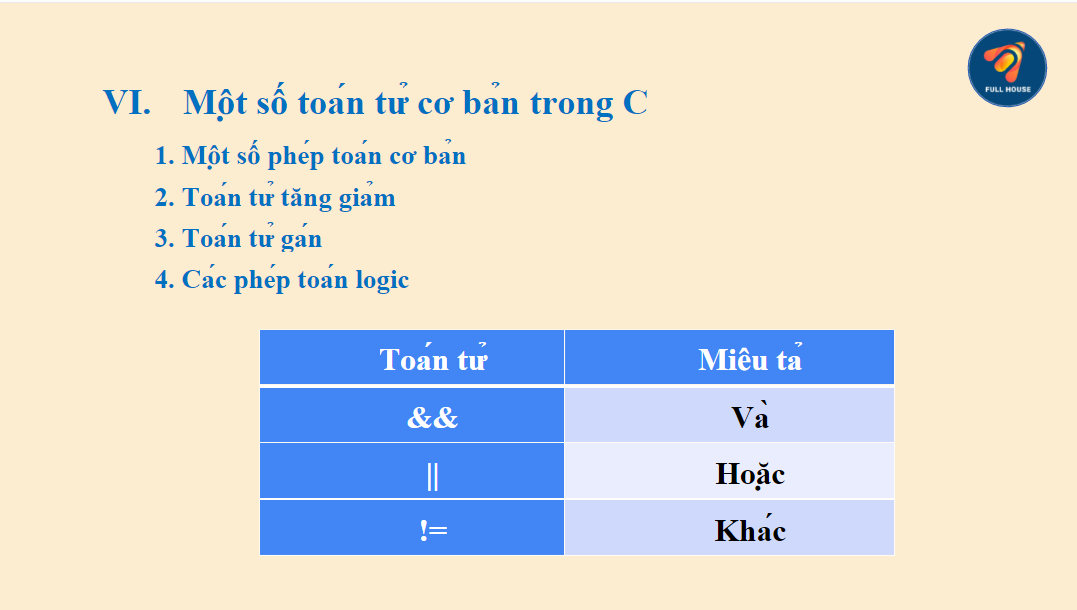 FULL HOUSE
VI. Một số toán tử cơ bản trong C
1. Một số phép toán cơ bản
2. Toán tử tăng giảm
3. Toán tử gán
4. Các phép toán logic
Toán tử Miêu tả
&& Và
|| Hoặc
!= Khác